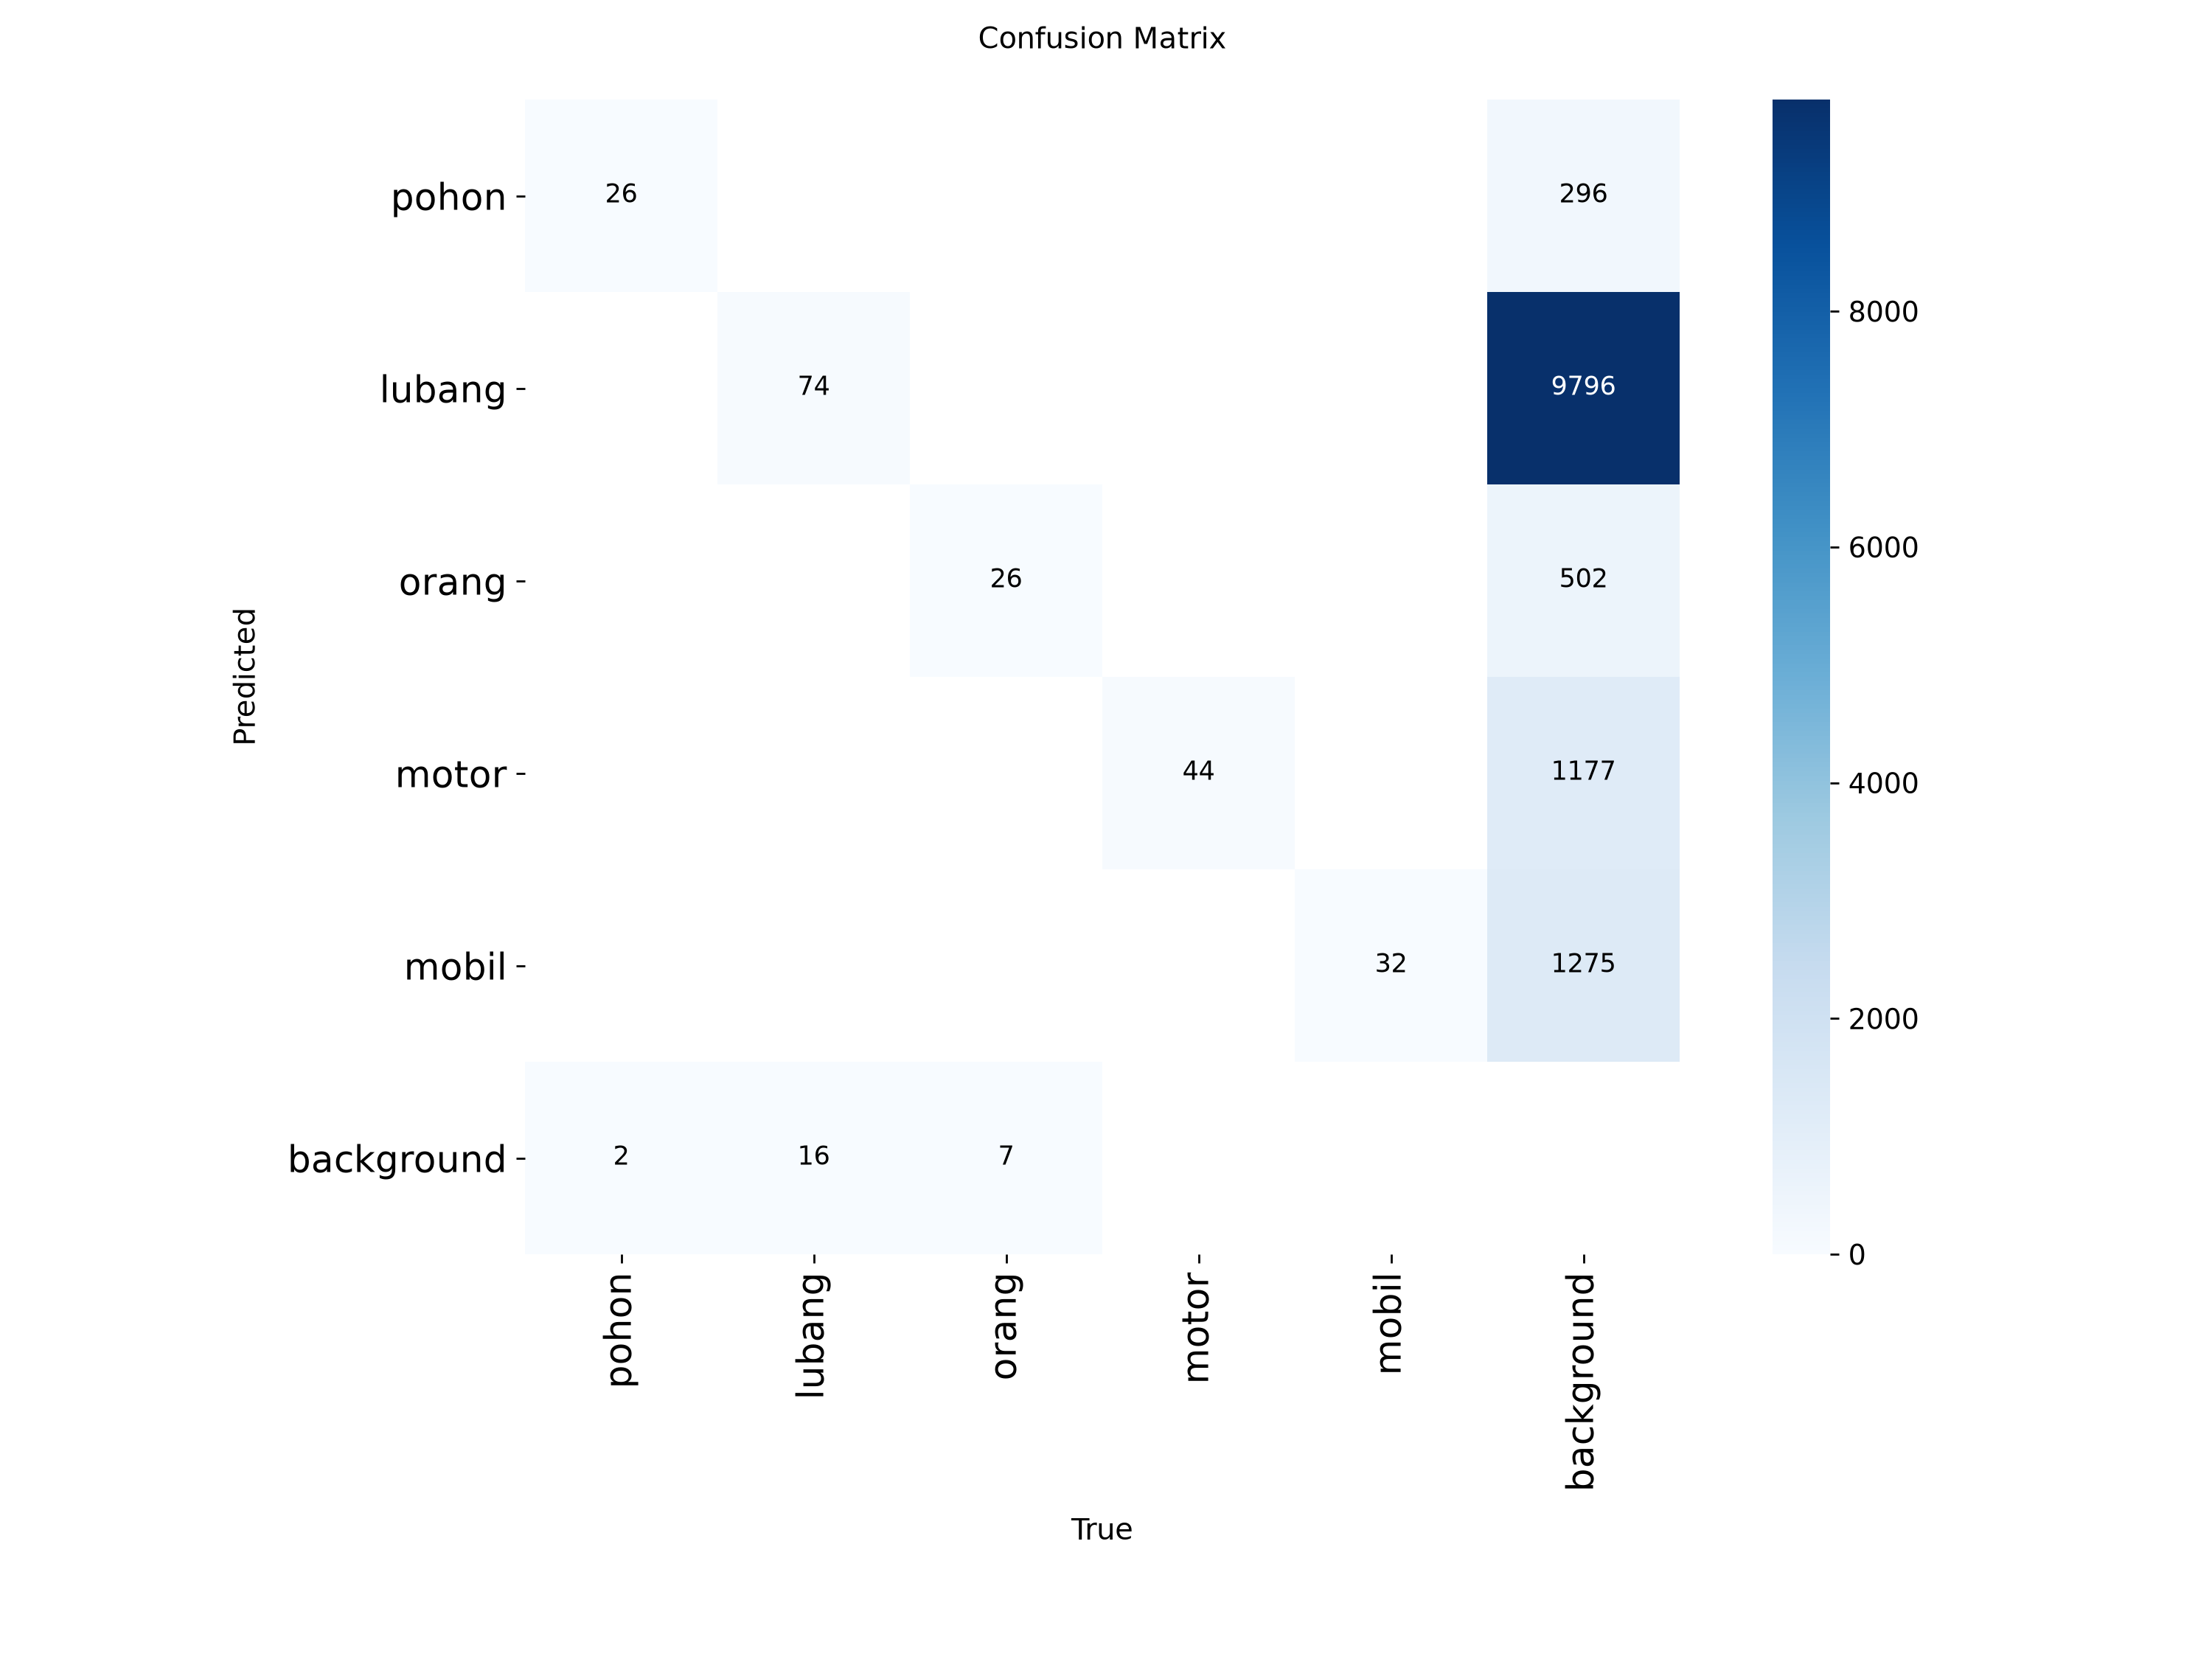 Confusion Matrix
pohon
26
296
lubang
74
9796
8000
orang
26
502
6000
Predicted
motor
44
1177
4000
mobil
32
1275
2000
background
2
16
7
0
pohon
lubang
orang
motor
mobil
background
True